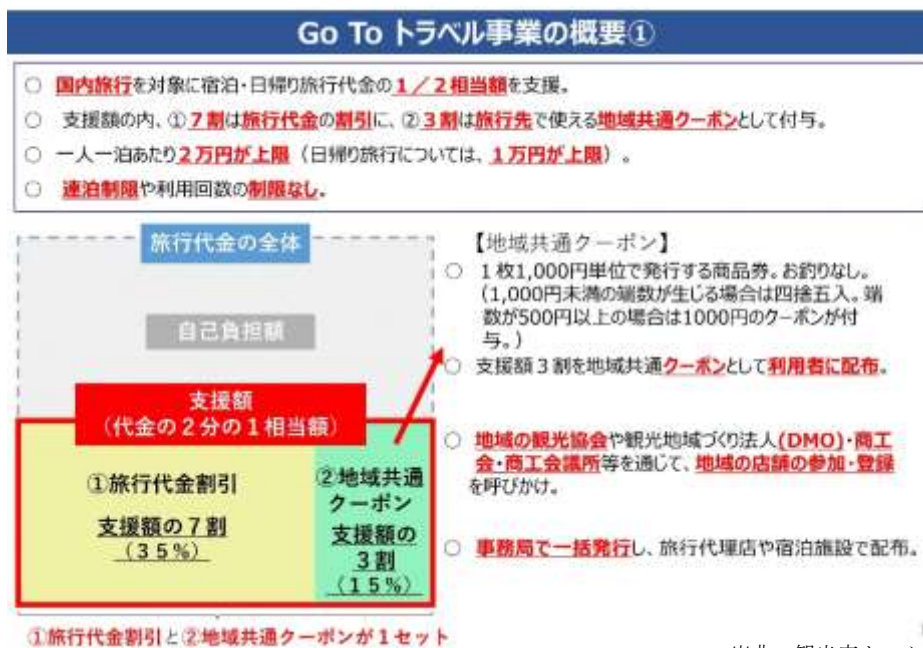 Go To トラベル事業の概要①
○ 国内旅行を対象に宿泊・日帰り旅行代金の１／２相当額を支援。
○ 支援額の内、①７割は旅行代金の割引に、②３割は旅行先で使える地域共通クーポンとして付与。
○ 一人一泊あたり２万円が上限（日帰り旅行については、１万円が上限）。
○ 連泊制限や利用回数の制限なし。
旅行代金の全体
自己負担額
支援額
（代金の２分の１相当額）
①旅行代金割引
支援額の７割
（３５％）
②地域共通
クーポン
支援額の
３割
（１５％）
①旅行代金割引と②地域共通クーポンが１セット
【地域共通クーポン】
○ １枚1,000円単位で発行する商品券。お釣りなし。
（1,000円未満の端数が生じる場合は四捨五入。端
数が500円以上の場合は1000円のクーポンが付
与。）
○ 支援額３割を地域共通クーポンとして利用者に配布。
○ 地域の観光協会や観光地域づくり法人(DMO)・商工
会・商工会議所等を通じて、地域の店舗の参加・登録
を呼びかけ。
○ 事務局で一括発行し、旅行代理店や宿泊施設で配布。